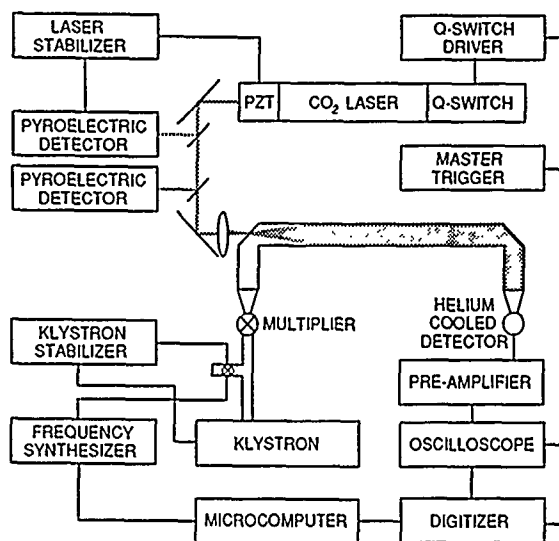 LASER
STABILIZER
Q-SWITCH
DRIVER
PZT
CO₂ LASER
Q-SWITCH
PYROELECTRIC
DETECTOR
MASTER
TRIGGER
PYROELECTRIC
DETECTOR
MULTIPLIER
HELIUM
COOLED
DETECTOR
KLYSTRON
STABILIZER
PRE-AMPLIFIER
FREQUENCY
SYNTHESIZER
KLYSTRON
OSCILLOSCOPE
MICROCOMPUTER
DIGITIZER